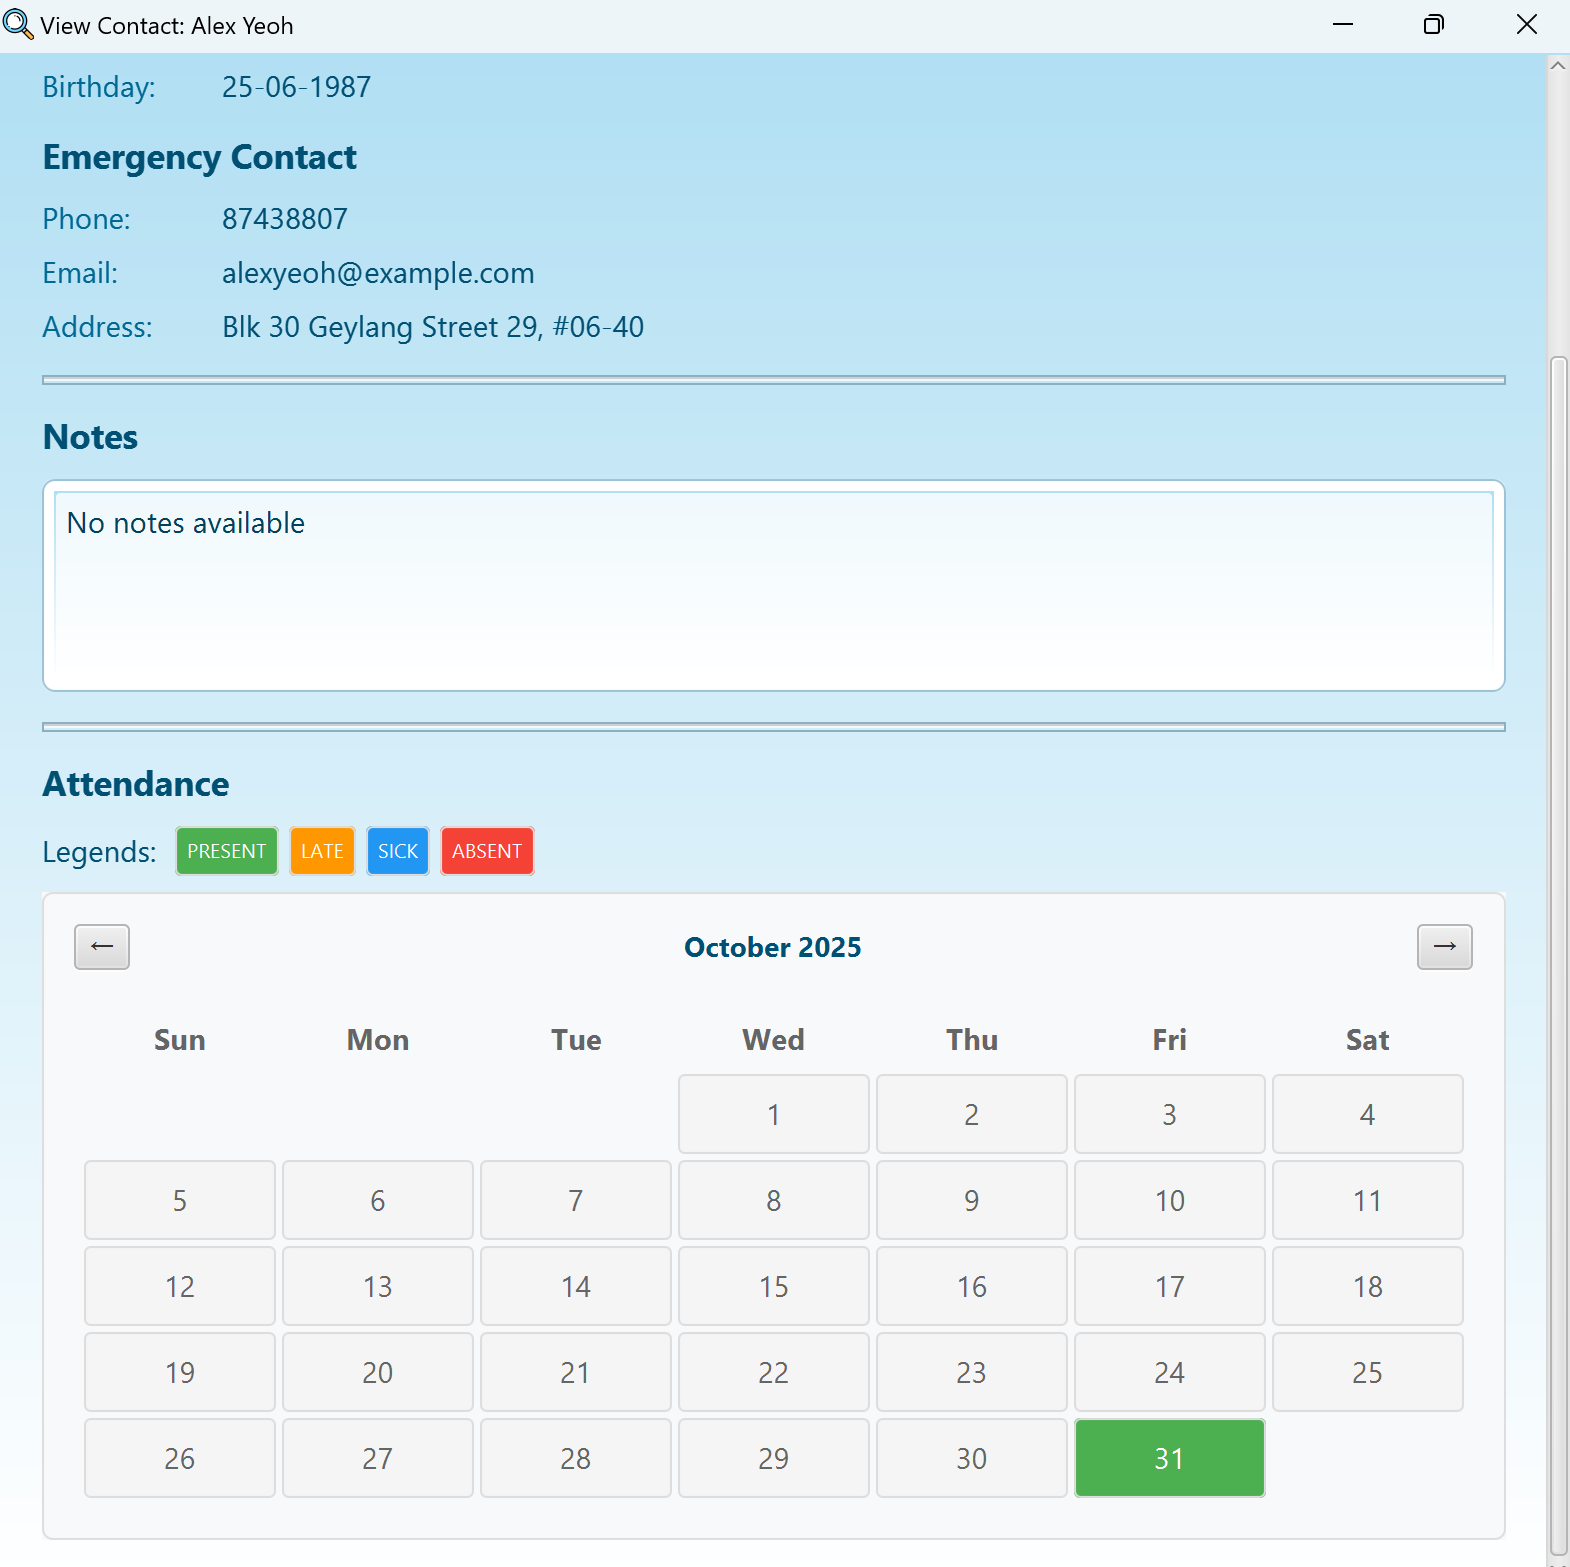 View Contact: Alex Yeoh
Birthday: 25-06-1987
Emergency Contact
Phone: 87438807
Email: alexyeoh@example.com
Address: Blk 30 Geylang Street 29, #06-40
Notes
No notes available
Attendance
Legends: PRESENT LATE SICK ABSENT
← October 2025 →
Sun Mon Tue Wed Thu Fri Sat
1 2 3 4
5 6 7 8 9 10 11
12 13 14 15 16 17 18
19 20 21 22 23 24 25
26 27 28 29 30 31